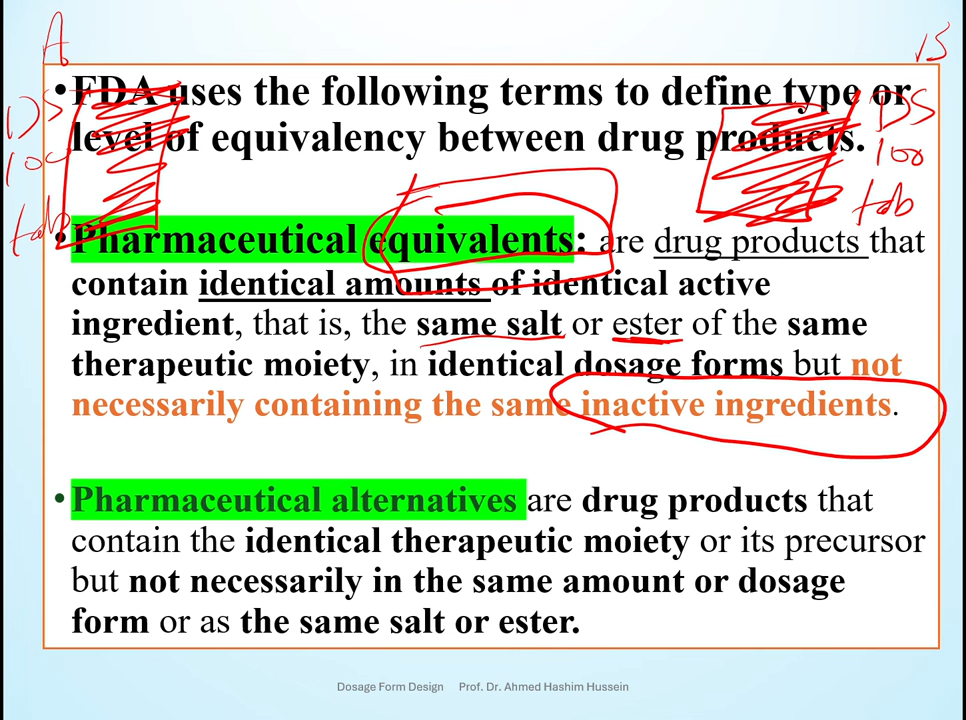 A
B
DS
DS
100
100
tab
tab
•FDA uses the following terms to define type or
level of equivalency between drug products.
•Pharmaceutical equivalents: are drug products that
contain identical amounts of identical active
ingredient, that is, the same salt or ester of the same
therapeutic moiety, in identical dosage forms but not
necessarily containing the same inactive ingredients.
•Pharmaceutical alternatives are drug products that
contain the identical therapeutic moiety or its precursor
but not necessarily in the same amount or dosage
form or as the same salt or ester.
Dosage Form Design Prof. Dr. Ahmed Hashim Hussein